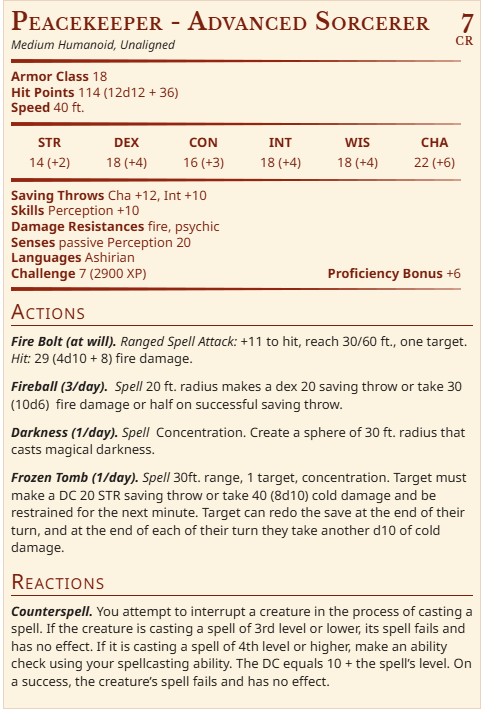 Peacekeeper - Advanced Sorcerer 7
Medium Humanoid, Unaligned CR
Armor Class 18
Hit Points 114 (12d12 + 36)
Speed 40 ft.
STR DEX CON INT WIS CHA
14 (+2) 18 (+4) 16 (+3) 18 (+4) 18 (+4) 22 (+6)
Saving Throws Cha +12, Int +10
Skills Perception +10
Damage Resistances fire, psychic
Senses passive Perception 20
Languages Ashirian
Challenge 7 (2900 XP) Proficiency Bonus +6
Actions
Fire Bolt (at will). Ranged Spell Attack: +11 to hit, reach 30/60 ft., one target.
Hit: 29 (4d10 + 8) fire damage.
Fireball (3/day). Spell 20 ft. radius makes a dex 20 saving throw or take 30
(10d6) fire damage or half on successful saving throw.
Darkness (1/day). Spell Concentration. Create a sphere of 30 ft. radius that
casts magical darkness.
Frozen Tomb (1/day). Spell 30ft. range, 1 target, concentration. Target must
make a DC 20 STR saving throw or take 40 (8d10) cold damage and be
restrained for the next minute. Target can redo the save at the end of their
turn, and at the end of each of their turn they take another d10 of cold
damage.
Reactions
Counterspell. You attempt to interrupt a creature in the process of casting a
spell. If the creature is casting a spell of 3rd level or lower, its spell fails and
has no effect. If it is casting a spell of 4th level or higher, make an ability
check using your spellcasting ability. The DC equals 10 + the spell’s level. On
a success, the creature’s spell fails and has no effect.